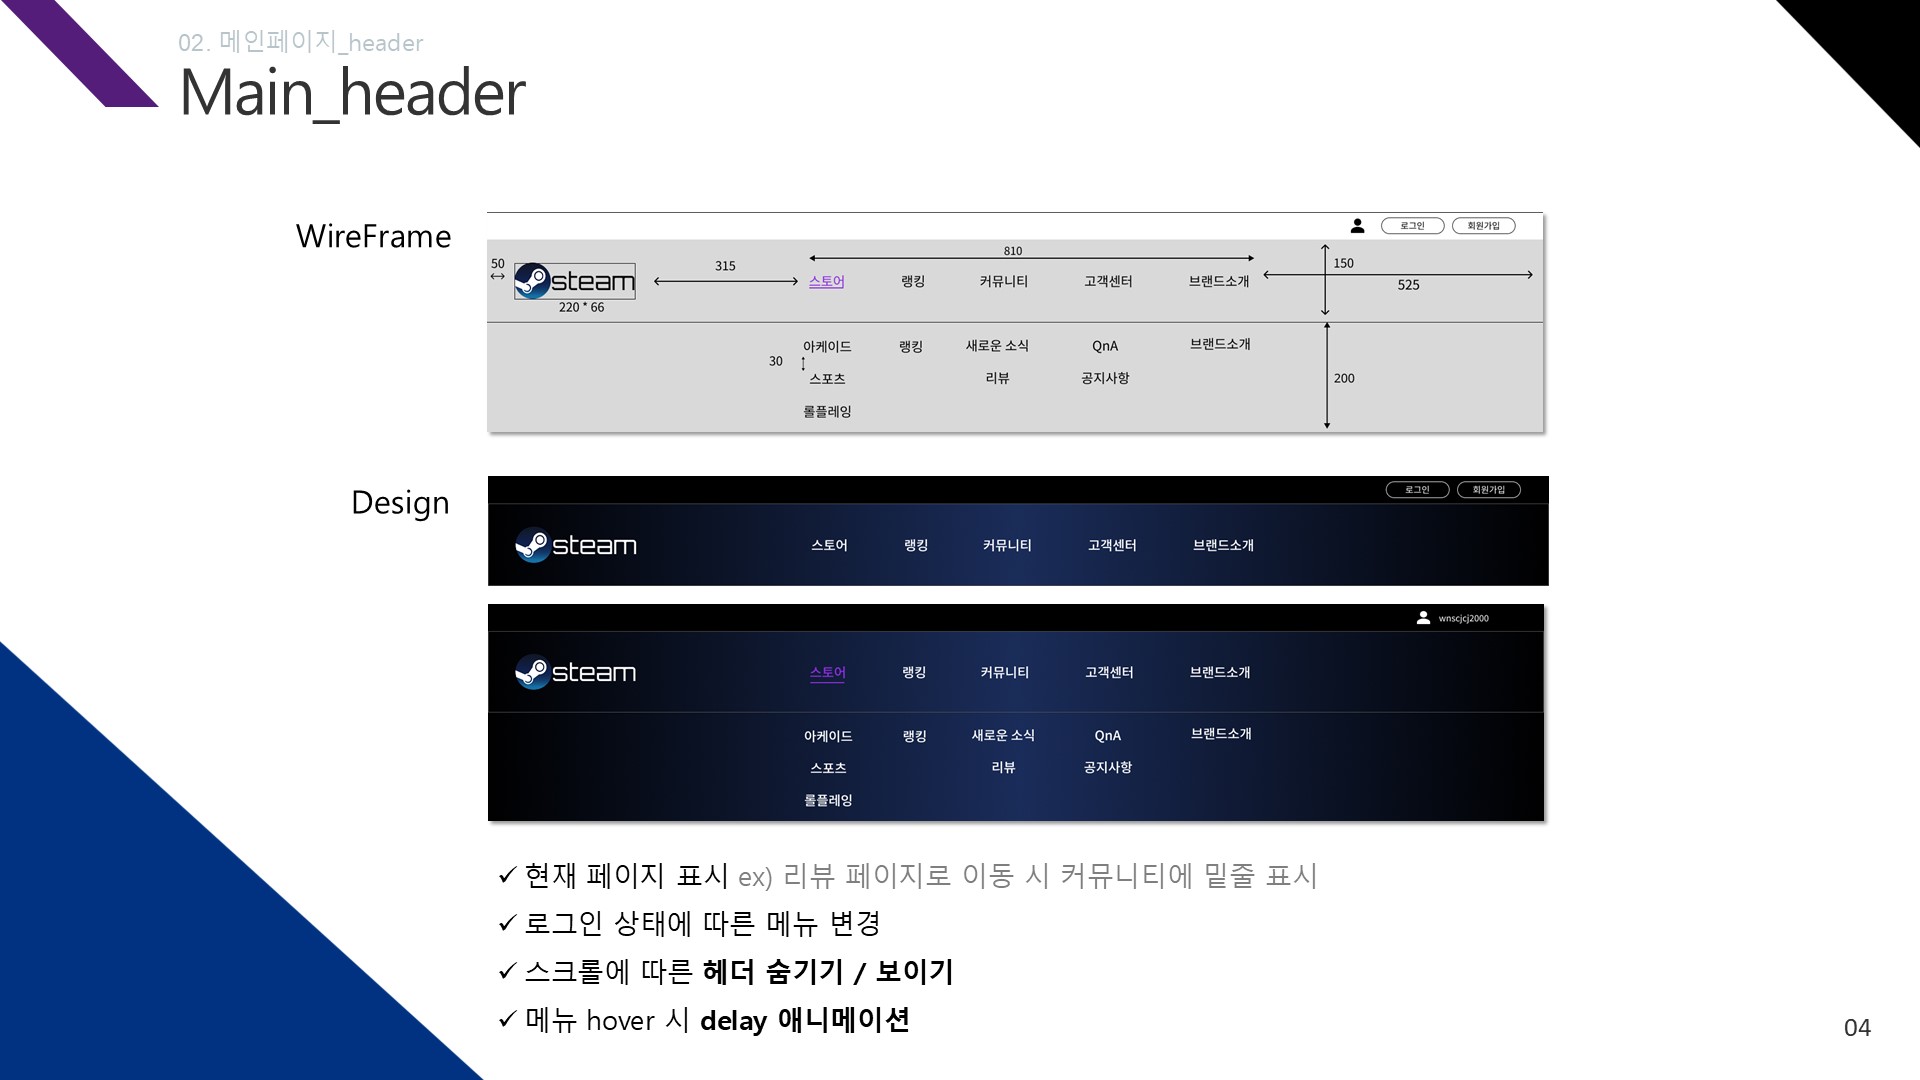 02. 메인페이지_header
Main_header
WireFrame
로그인 회원가입
50 steam 315 810 150
스토어 랭킹 커뮤니티 고객센터 브랜드소개 525
220 * 66
아케이드 랭킹 새로운 소식 QnA 브랜드소개
30
스포츠 리뷰 공지사항 200
롤플레잉
Design
로그인 회원가입
steam 스토어 랭킹 커뮤니티 고객센터 브랜드소개
wnscjcj2000
steam 스토어 랭킹 커뮤니티 고객센터 브랜드소개
아케이드 랭킹 새로운 소식 QnA 브랜드소개
스포츠 리뷰 공지사항
롤플레잉
✓ 현재 페이지 표시 ex) 리뷰 페이지로 이동 시 커뮤니티에 밑줄 표시
✓ 로그인 상태에 따른 메뉴 변경
✓ 스크롤에 따른 헤더 숨기기 / 보이기
✓ 메뉴 hover 시 delay 애니메이션
04